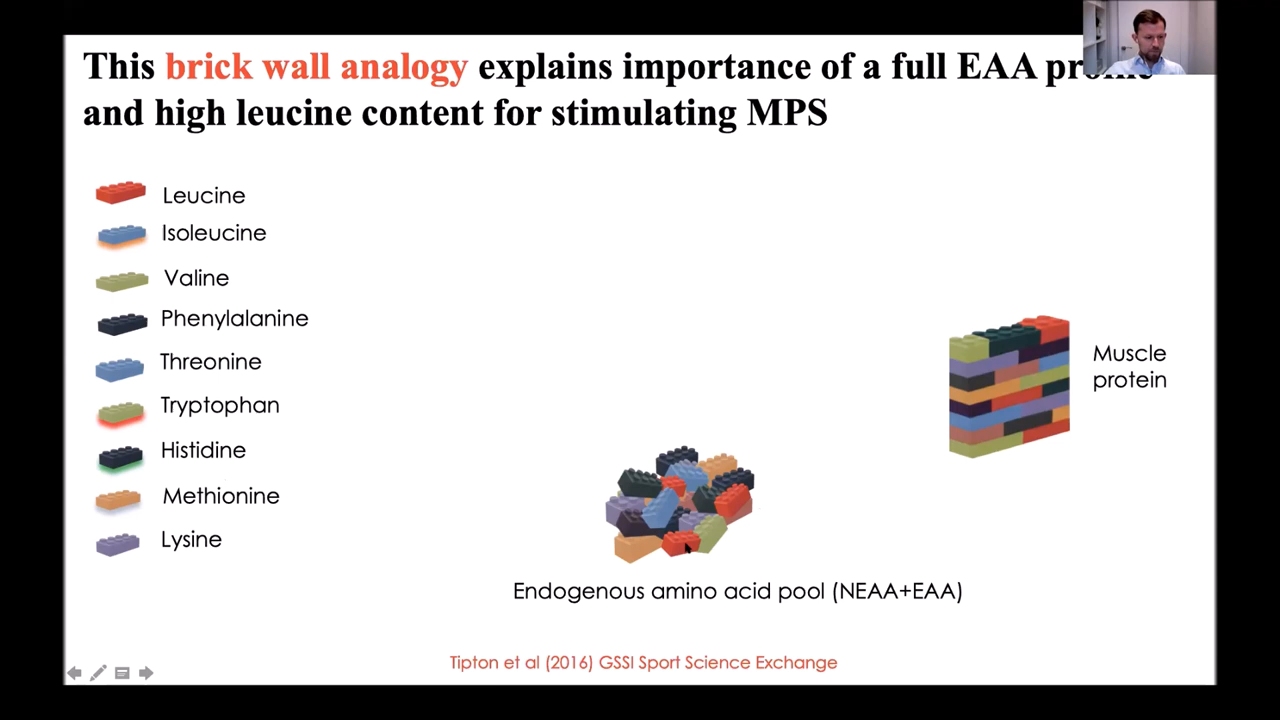 This brick wall analogy explains importance of a full EAA
and high leucine content for stimulating MPS
Leucine
Isoleucine
Valine
Phenylalanine
Threonine
Tryptophan
Histidine
Methionine
Lysine
Muscle
protein
Endogenous amino acid pool (NEAA+EAA)
Tipton et al (2016) GSSI Sport Science Exchange